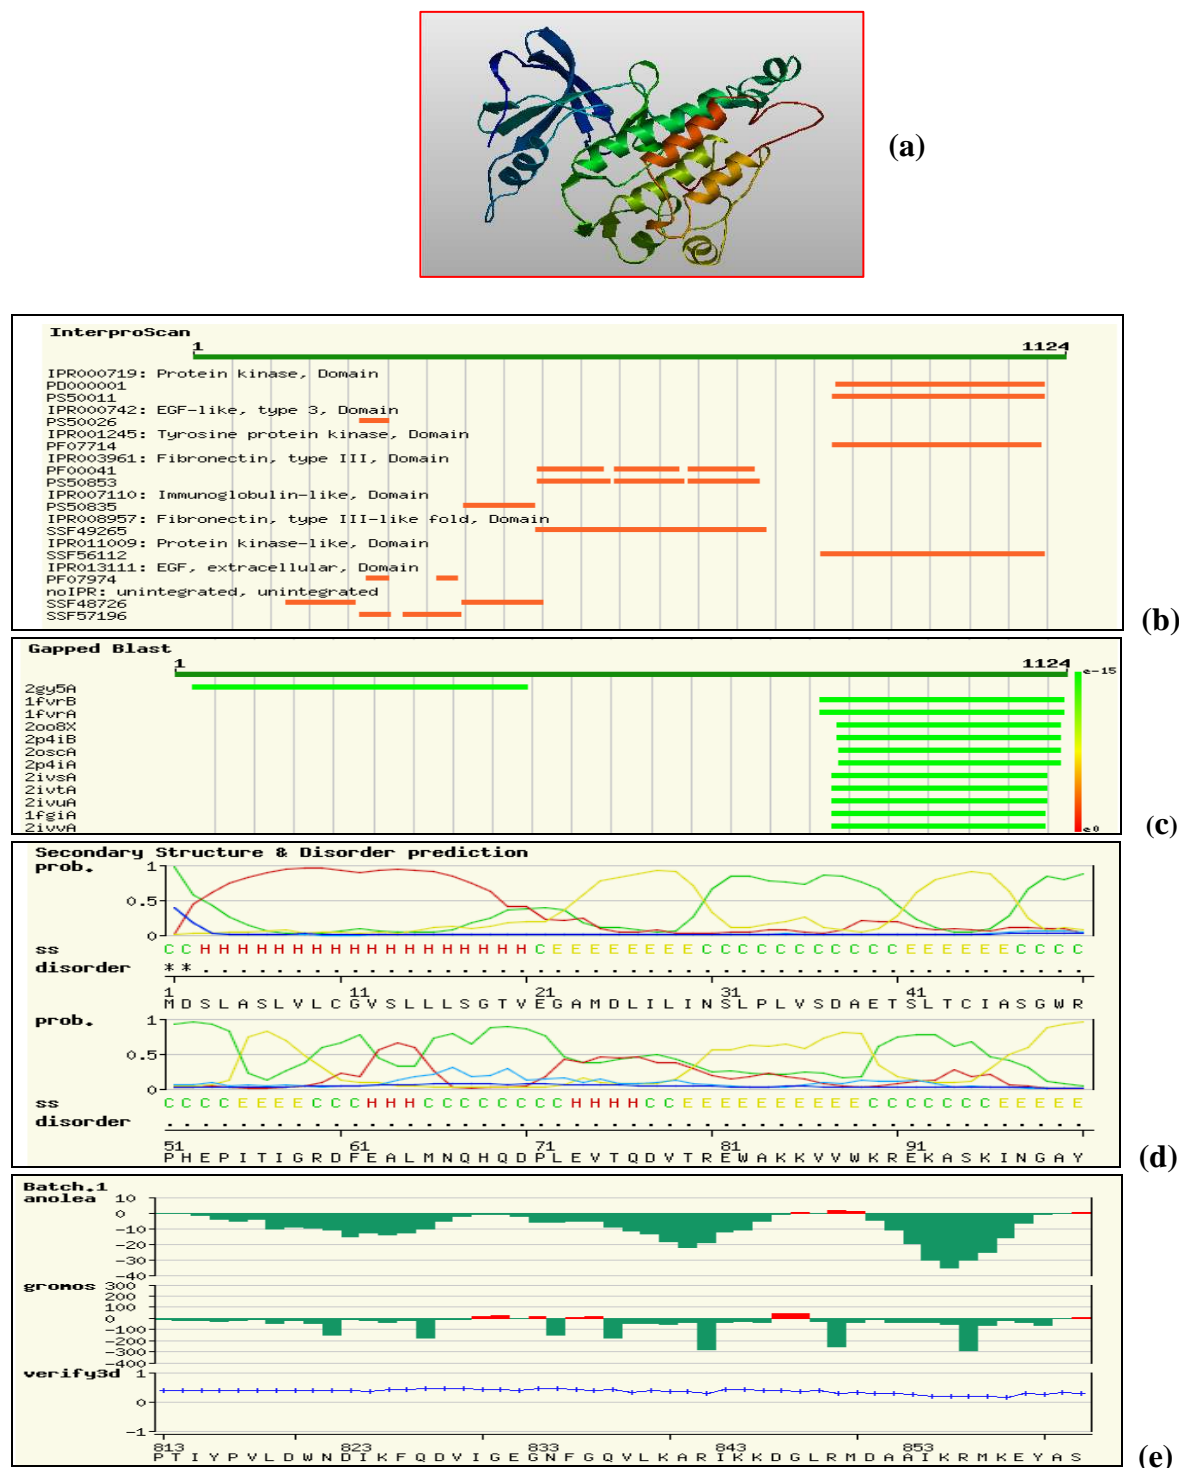 (a)
InterproScan
1 1124
IPR000719: Protein kinase, Domain
PD000001
PS50011
IPR000742: EGF-like, type 3, Domain
PS50026
IPR001245: Tyrosine protein kinase, Domain
PF07714
IPR003961: Fibronectin, type III, Domain
PF00041
PS50853
IPR007110: Immunoglobulin-like, Domain
PS50835
IPR008957: Fibronectin, type III-like fold, Domain
SSF49265
IPR011009: Protein kinase-like, Domain
SSF56112
IPR013111: EGF, extracellular, Domain
PF07974
noIPR: unintegrated, unintegrated
SSF48726
SSF57196
(b)
Gapped Blast
1 1124
e-15
2gy5A
1fvrB
1fvrA
2oo8X
2p4iB
2oscA
2p4iA
2ivsA
2ivtA
2ivuA
1fgiA
2ivvA
e0
(c)
Secondary Structure & Disorder prediction
prob.
1
0.5
0
ss C C H H H H H H H H H H H H H H H H H H C E E E E E E E E C C C C C C C C C C C E E E E E E C C C C
disorder * * . . . . . . . . . . . . . . . . . . . . . . . . . . . . . . . . . . . . . . . . . . . . . . . .
1 11 21 31 41
M D S L A S L V L C G V S L L L S G T V E G A M D L I L I N S L P L V S D A E T S L T C I A S G W R
prob.
1
0.5
0
ss C C C C E E E E C C C H H H C C C C C C C C H H H H C C E E E E E E E E E E C C C C C C C E E E E E
disorder . . . . . . . . . . . . . . . . . . . . . . . . . . . . . . . . . . . . . . . . . . . . . . . . . .
51 61 71 81 91
P H E P I T I G R D F E A L M N Q H Q D P L E V T Q D V T R E W A K K V V W K R E K A S K I N G A Y
(d)
Batch.1
anolea
10
0
-10
-20
-30
-40
gromos
300
200
100
0
-100
-200
-300
-400
verify3d
1
0
-1
813 823 833 843 853
P T I Y P V L D W N D I K F Q D V I G E G N F G Q V L K A R I K K D G L R M D A A I K R M K E Y A S
(e)